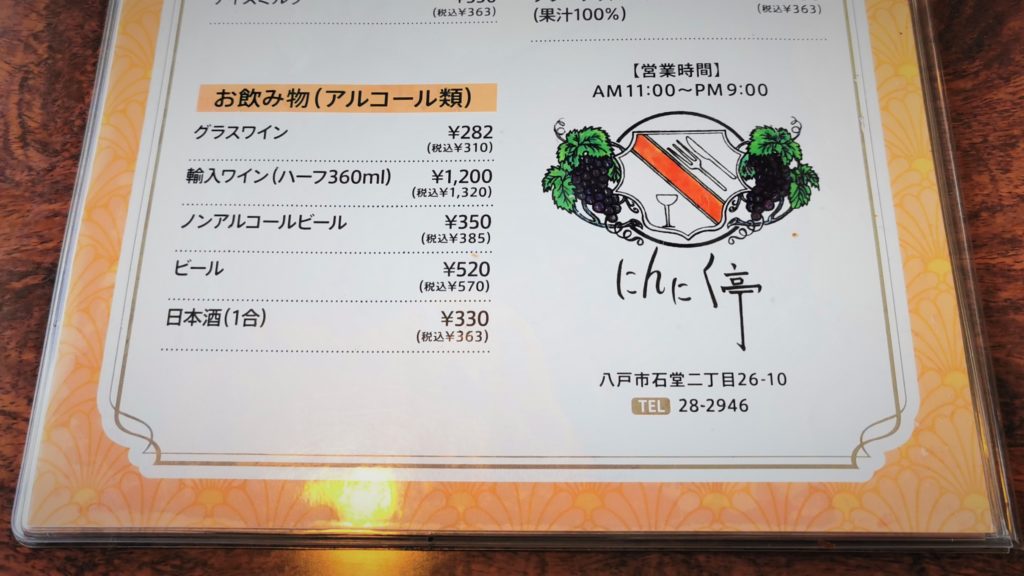 (税込¥363)
(果汁100%)
(税込¥363)
お飲み物(アルコール類)
グラスワイン ¥282
(税込¥310)
輸入ワイン(ハーフ360ml) ¥1,200
(税込¥1,320)
ノンアルコールビール ¥350
(税込¥385)
ビール ¥520
(税込¥570)
日本酒(1合) ¥330
(税込¥363)
【営業時間】
AM11:00〜PM9:00
にんにく亭
八戸市石堂二丁目26-10
TEL 28-2946